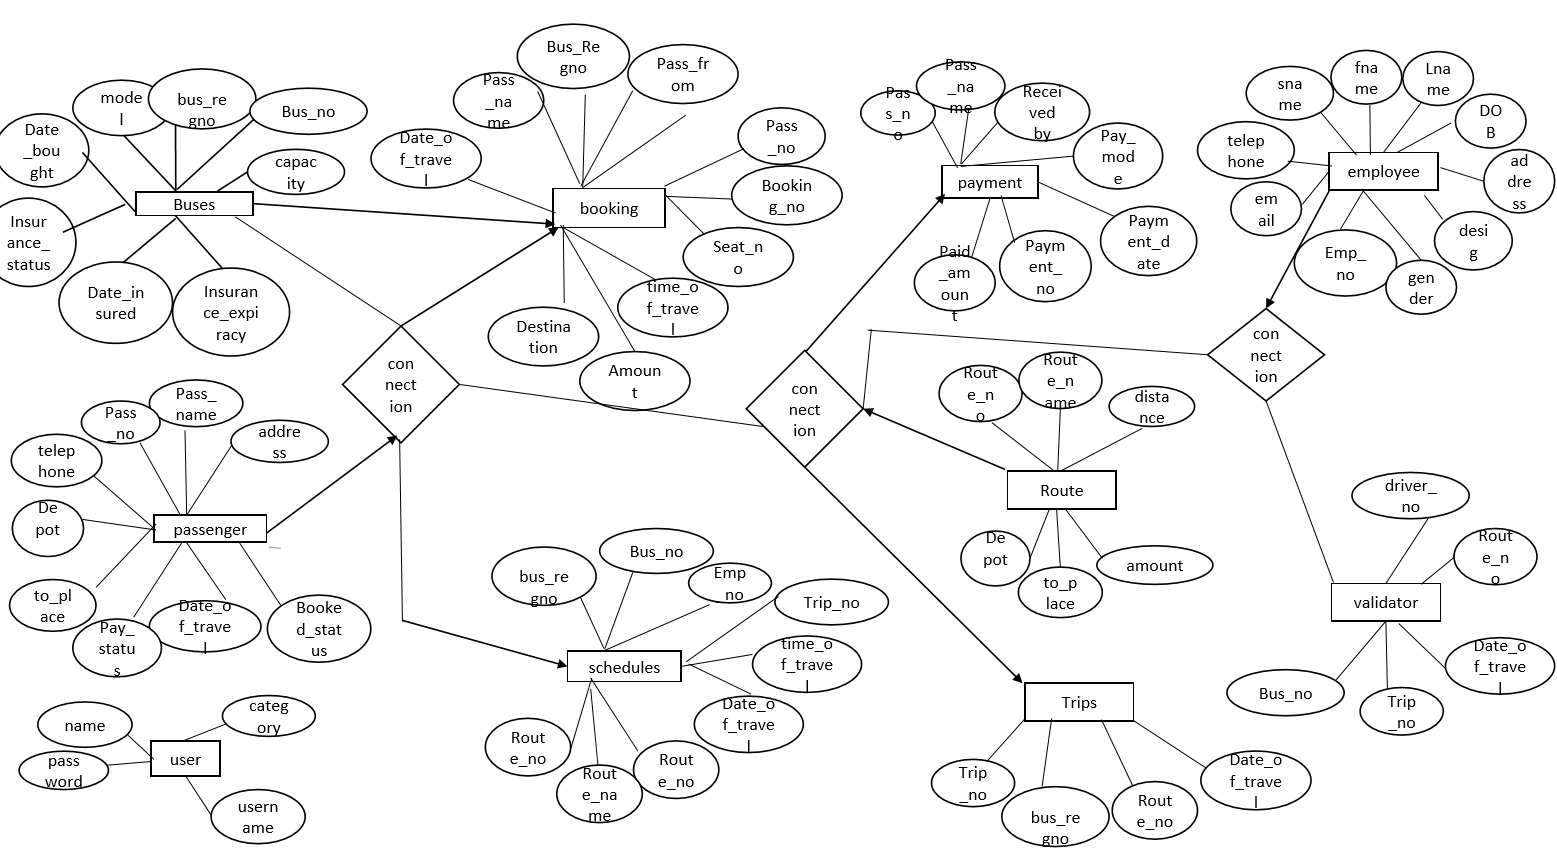 mode
l
bus_re
gno
Bus_no
Date
_bou
ght
capac
ity
Buses
Insur
ance_
status
Date_in
sured
Insuran
ce_expi
racy
Bus_Re
gno
Pass_fr
om
Pass
_na
me
Date_o
f_trave
l
Pass
_no
Bookin
g_no
booking
Seat_n
o
time_o
f_trave
l
Destina
tion
Amoun
t
Pas
s_n
o
Pass
_na
me
Recei
ved
by
Pay_
mod
e
payment
Paym
ent_d
ate
Paid
_am
oun
t
Paym
ent_
no
sna
me
fna
me
Lna
me
DO
B
telep
hone
employee
ad
dre
ss
em
ail
Emp_
no
gen
der
desi
g
con
nect
ion
con
nect
ion
con
nect
ion
Pass
_no
Pass_
name
addre
ss
telep
hone
De
pot
passenger
to_pl
ace
Pay_
statu
s
Date_o
f_trave
l
Booke
d_stat
us
Rout
e_n
o
Rout
e_n
ame
dista
nce
Route
De
pot
to_p
lace
amount
driver_
no
Rout
e_n
o
validator
Bus_no
Trip
_no
Date_o
f_trave
l
bus_re
gno
Bus_no
Emp
no
Trip_no
time_o
f_trave
l
schedules
Date_o
f_trave
l
Rout
e_no
Rout
e_na
me
Rout
e_no
Trips
Trip
_no
bus_re
gno
Rout
e_no
Date_o
f_trave
l
name
categ
ory
pass
word
user
usern
ame